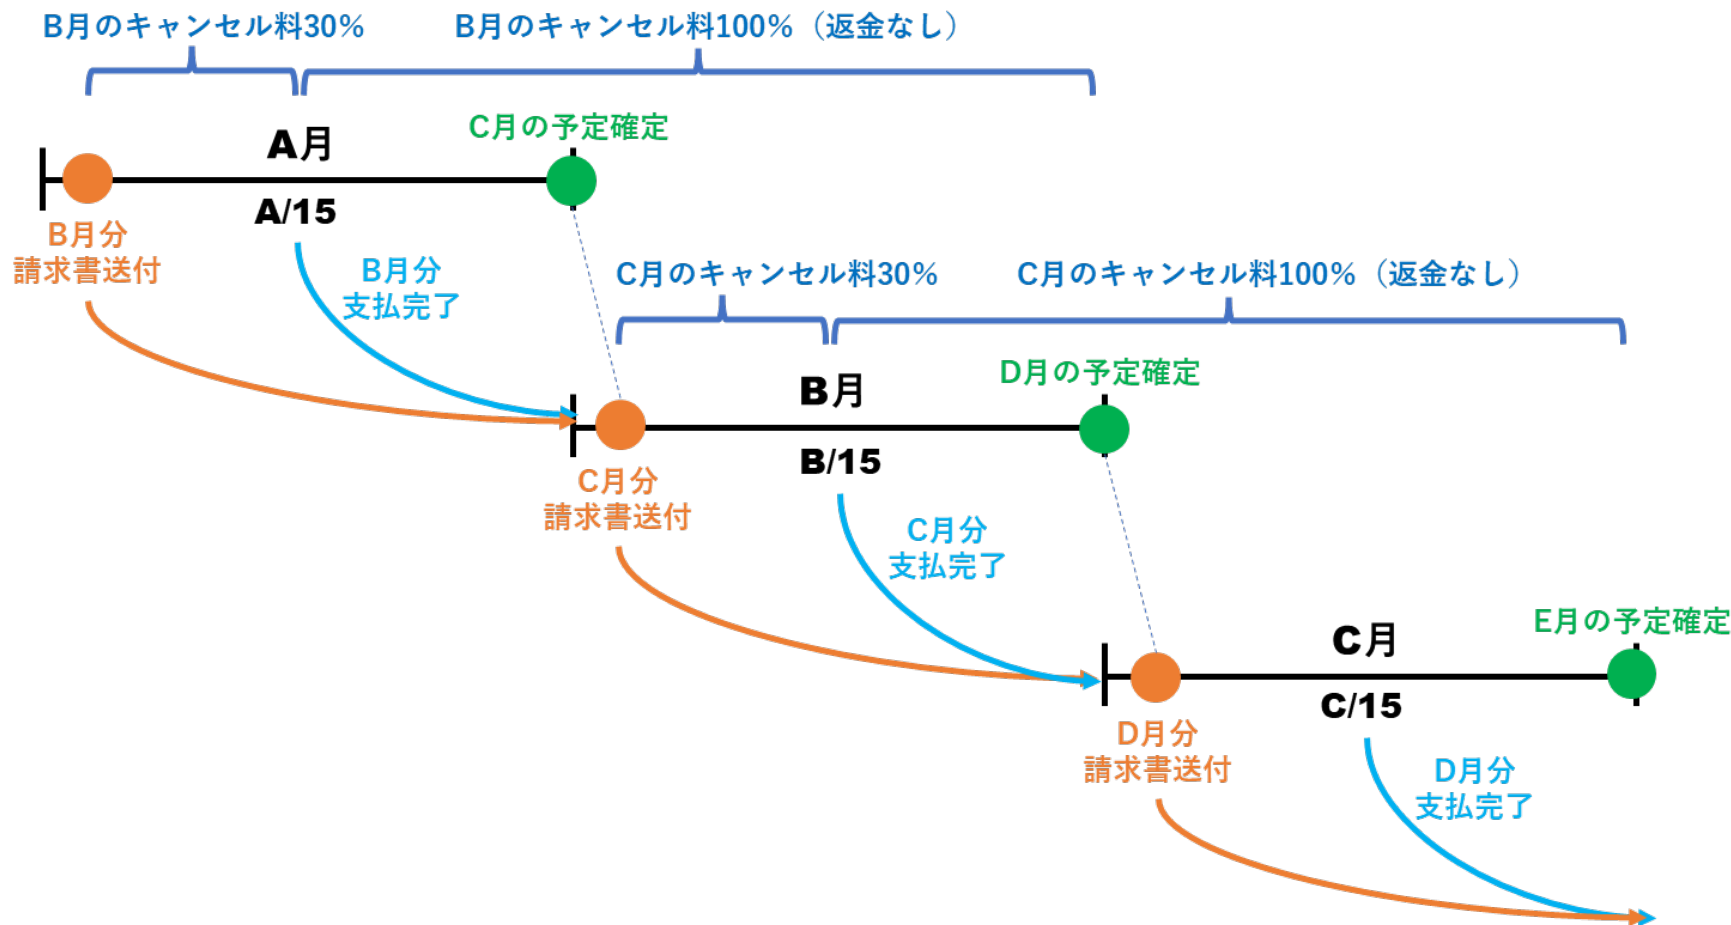 B月のキャンセル料30%
B月のキャンセル料100%（返金なし）
A月
C月の予定確定
A/15
B月分
請求書送付
B月分
支払完了
C月のキャンセル料30%
C月のキャンセル料100%（返金なし）
B月
D月の予定確定
B/15
C月分
請求書送付
C月分
支払完了
C月
E月の予定確定
C/15
D月分
請求書送付
D月分
支払完了